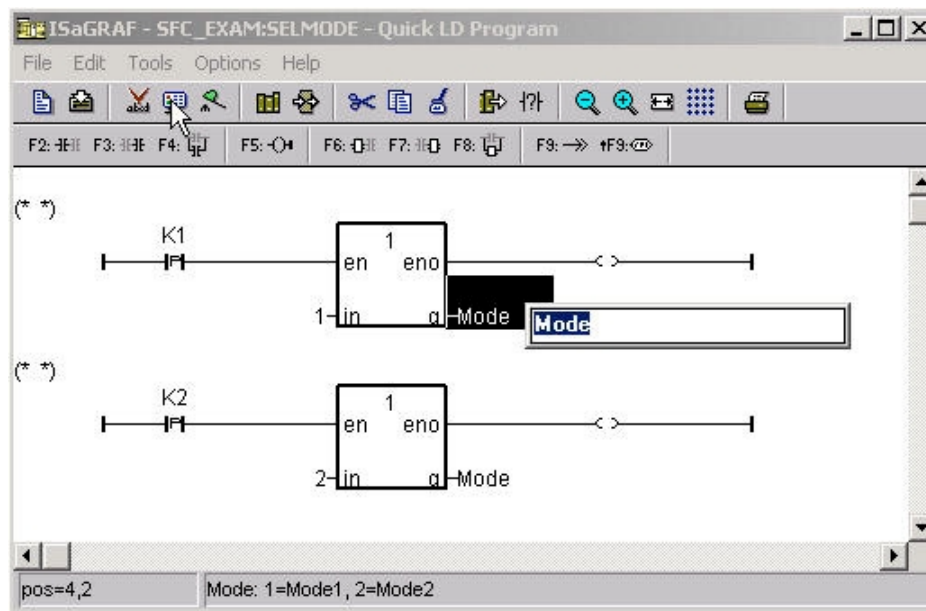 ISaGRAF - SFC_EXAM:SELMODE - Quick LD Program
File Edit Tools Options Help
F2: F3: F4: F5: F6: F7: F8: F9: F9:
(* *)
K1
P
1
en eno
1 in q Mode
Mode
(* *)
K2
P
1
en eno
2 in q Mode
pos=4,2 Mode: 1=Mode1, 2=Mode2